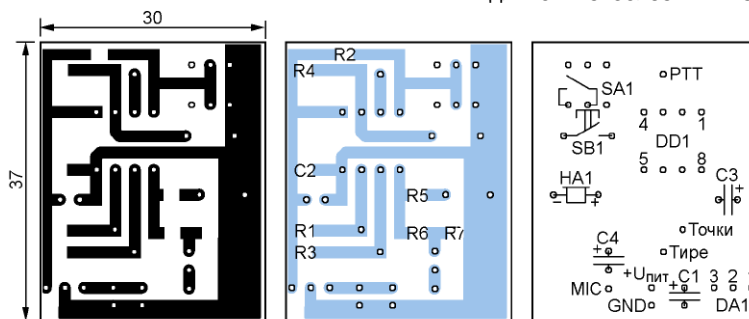 30
37
R2
R4
C2
R1
R3
R5
R6 R7
PTT
SA1
4 1
SB1
DD1
5 8
HA1
C3
+
− +
Точки
C4
+
Тире
+Uпит
+
C1
3 2
MIC
GND
DA1